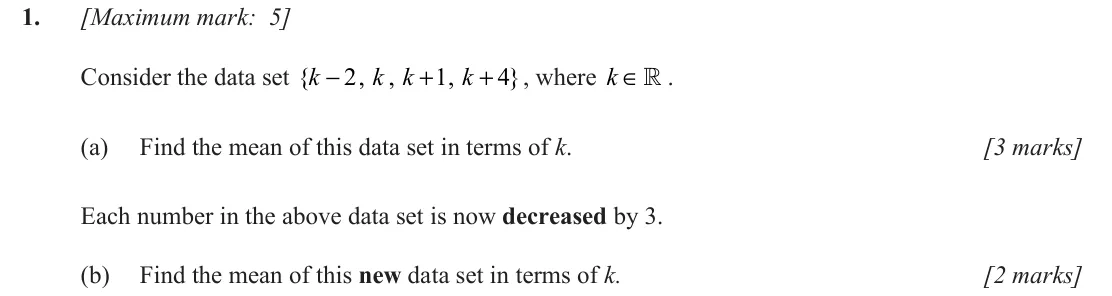 1. [Maximum mark: 5]
Consider the data set {k − 2, k, k + 1, k + 4}, where k ∈ ℝ.
(a) Find the mean of this data set in terms of k. [3 marks]
Each number in the above data set is now decreased by 3.
(b) Find the mean of this new data set in terms of k. [2 marks]